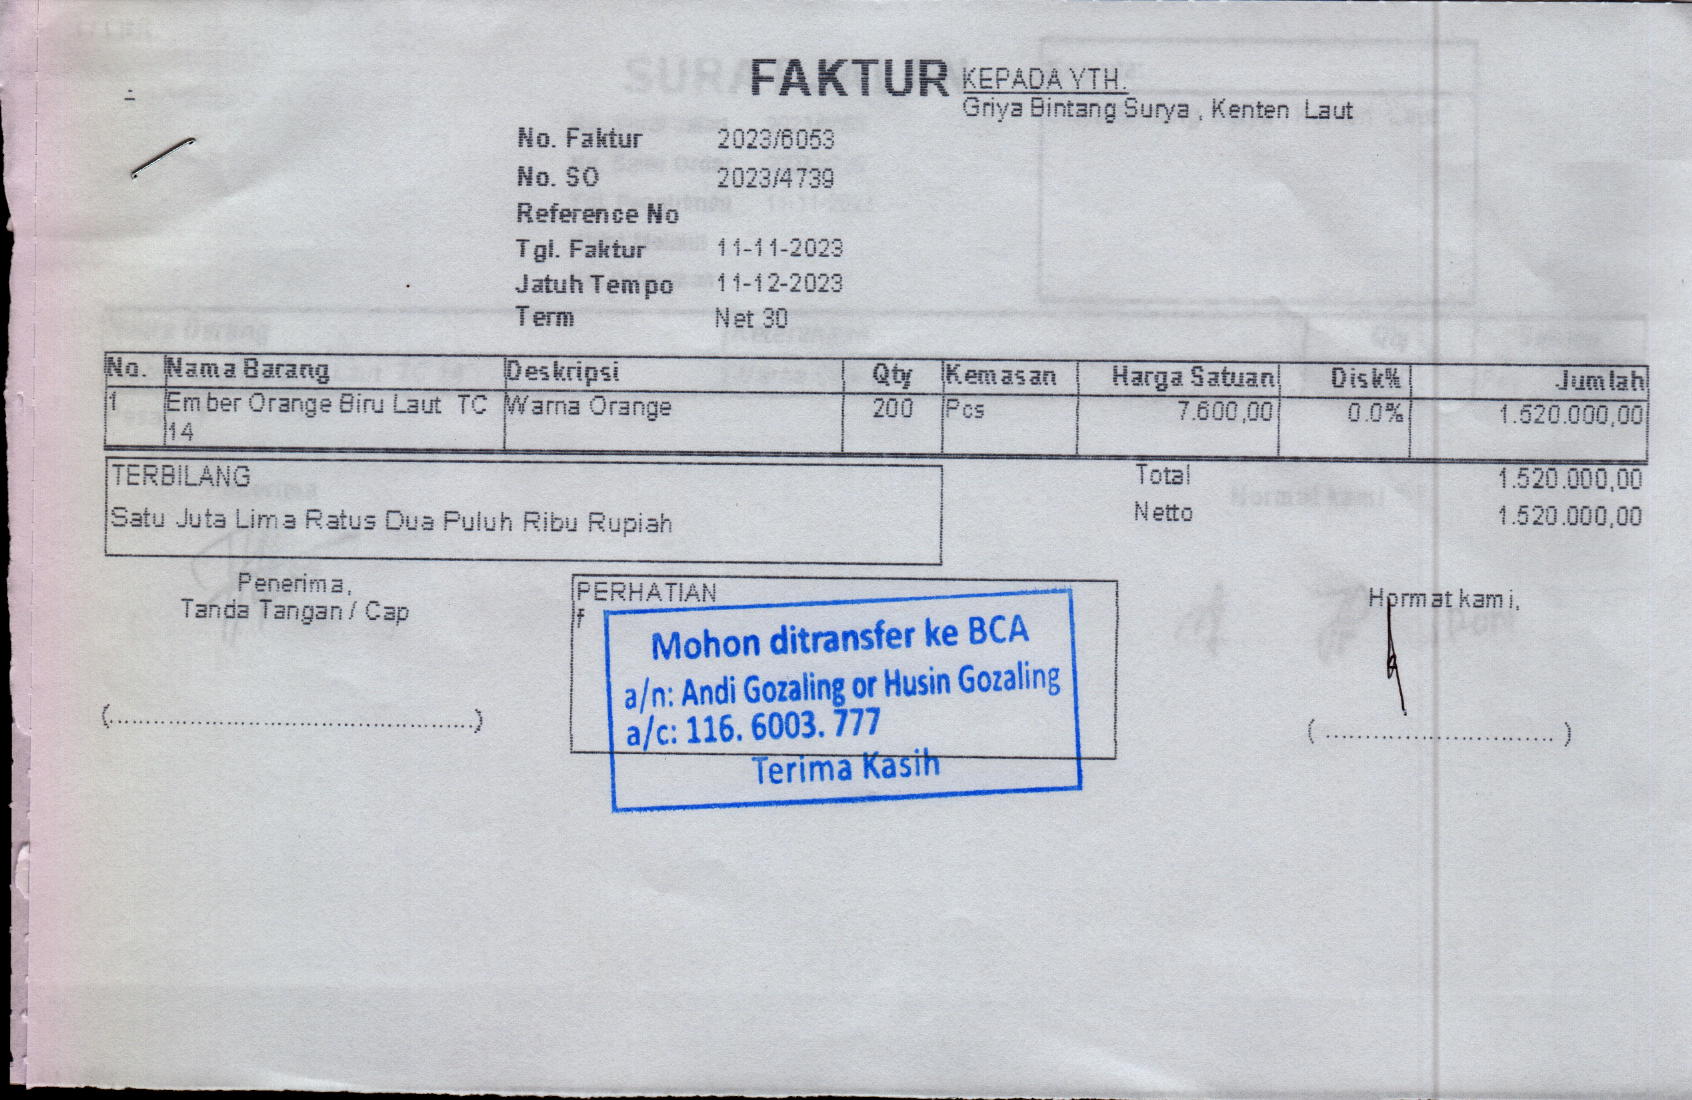 FAKTUR
KEPADA YTH.
Griya Bintang Surya , Kenten Laut
No. Faktur 2023/6053
No. SO 2023/4739
Reference No
Tgl. Faktur 11-11-2023
Jatuh Tempo 11-12-2023
Term Net 30
No. Nama Barang Deskripsi Qty Kemasan Harga Satuan Disk% Jumlah
1 Ember Orange Biru Laut TC Warna Orange 200 Pcs 7.600,00 0.0% 1.520.000,00
14
TERBILANG
Satu Juta Lima Ratus Dua Puluh Ribu Rupiah
Total 1.520.000,00
Netto 1.520.000,00
Penerima,
Tanda Tangan / Cap
(................................................)
PERHATIAN
f
Mohon ditransfer ke BCA
a/n: Andi Gozaling or Husin Gozaling
a/c: 116. 6003. 777
Terima Kasih
Hormat kami,
( .............................. )